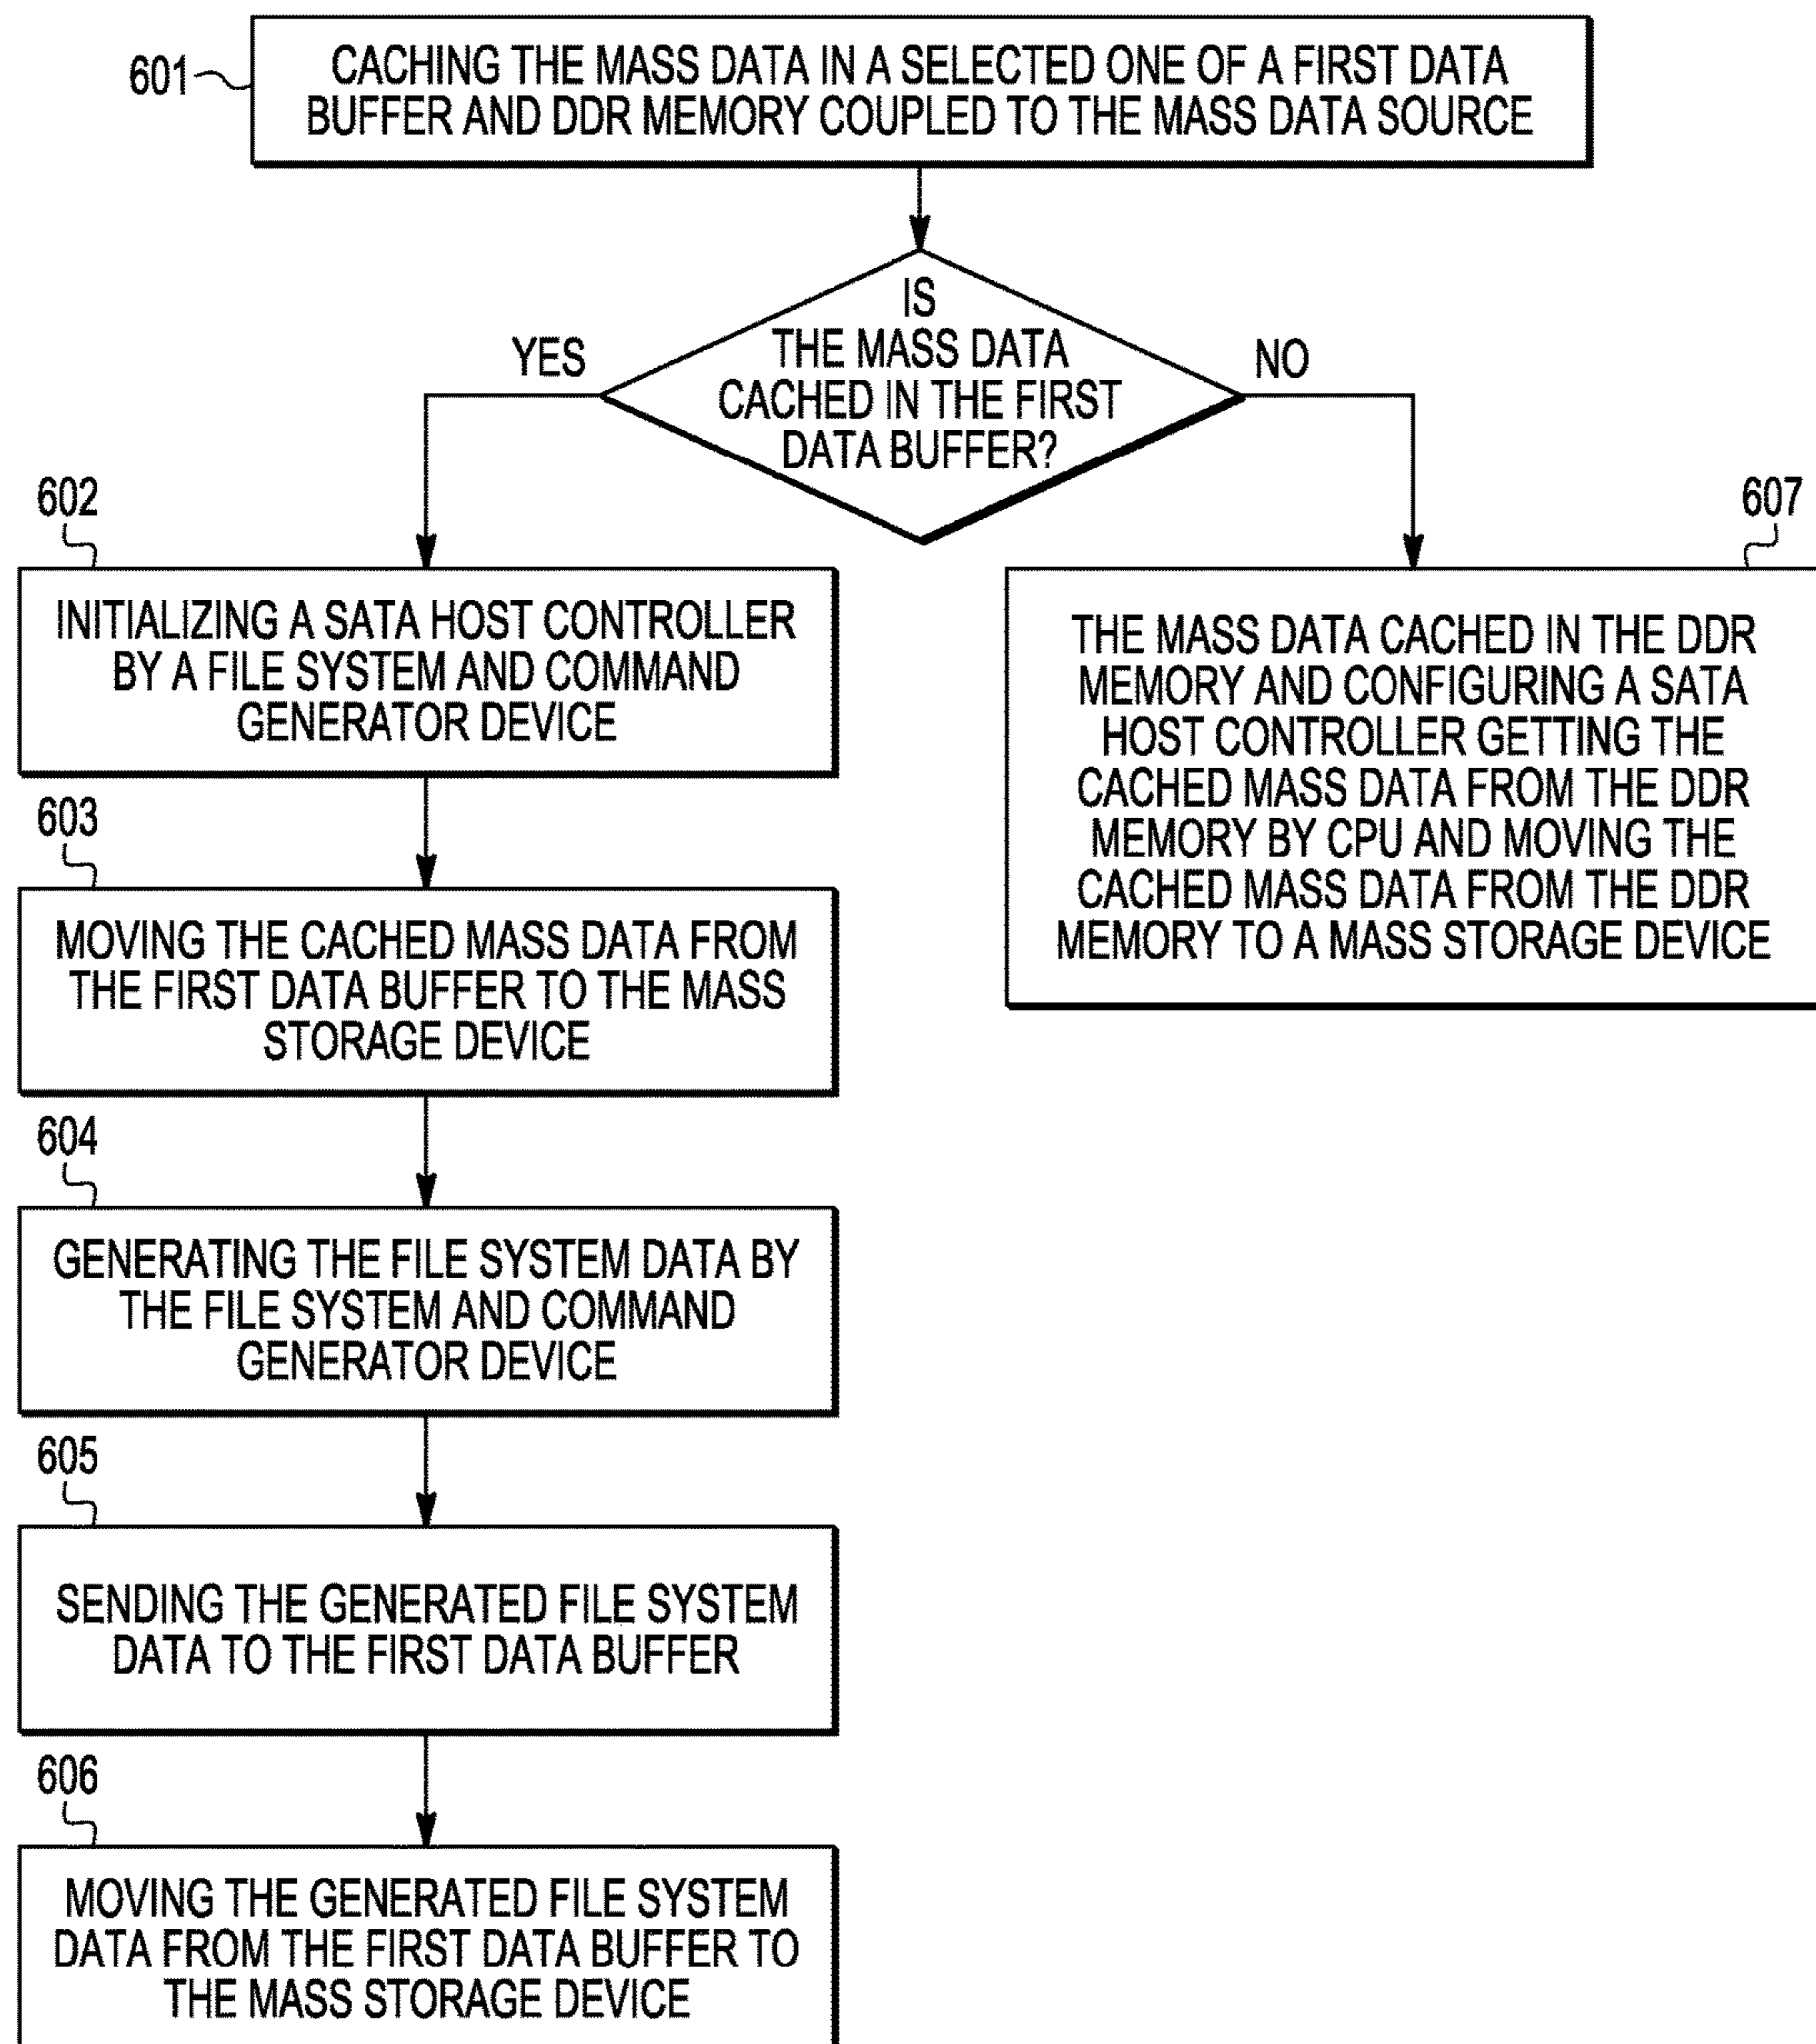 601
CACHING THE MASS DATA IN A SELECTED ONE OF A FIRST DATA
BUFFER AND DDR MEMORY COUPLED TO THE MASS DATA SOURCE
IS
THE MASS DATA
CACHED IN THE FIRST
DATA BUFFER?
YES
NO
602
INITIALIZING A SATA HOST CONTROLLER
BY A FILE SYSTEM AND COMMAND
GENERATOR DEVICE
603
MOVING THE CACHED MASS DATA FROM
THE FIRST DATA BUFFER TO THE MASS
STORAGE DEVICE
604
GENERATING THE FILE SYSTEM DATA BY
THE FILE SYSTEM AND COMMAND
GENERATOR DEVICE
605
SENDING THE GENERATED FILE SYSTEM
DATA TO THE FIRST DATA BUFFER
606
MOVING THE GENERATED FILE SYSTEM
DATA FROM THE FIRST DATA BUFFER TO
THE MASS STORAGE DEVICE
607
THE MASS DATA CACHED IN THE DDR
MEMORY AND CONFIGURING A SATA
HOST CONTROLLER GETTING THE
CACHED MASS DATA FROM THE DDR
MEMORY BY CPU AND MOVING THE
CACHED MASS DATA FROM THE DDR
MEMORY TO A MASS STORAGE DEVICE